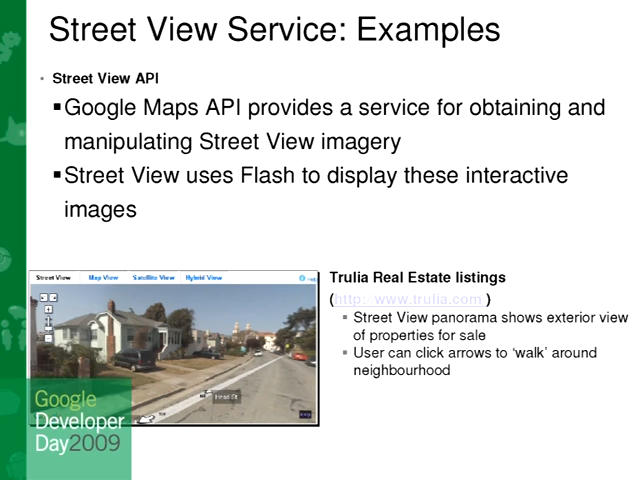 Street View Service: Examples
• Street View API
▪Google Maps API provides a service for obtaining and
manipulating Street View imagery
▪Street View uses Flash to display these interactive
images
Street View Map View Satellite View Hybrid View
Trulia Real Estate listings
(http://www.trulia.com)
▪ Street View panorama shows exterior view
of properties for sale
▪ User can click arrows to ‘walk’ around
neighbourhood
Head St
Google
Developer
Day2009